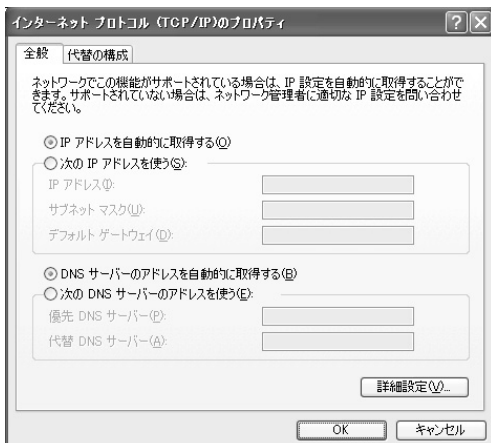 インターネット プロトコル (TCP/IP)のプロパティ
全般
代替の構成
ネットワークでこの機能がサポートされている場合は、IP 設定を自動的に取得することがで
きます。サポートされていない場合は、ネットワーク管理者に適切な IP 設定を問い合わせ
てください。
IP アドレスを自動的に取得する(O)
次の IP アドレスを使う(S):
IP アドレス(I):
サブネット マスク(U):
デフォルト ゲートウェイ(D):
DNS サーバーのアドレスを自動的に取得する(B)
次の DNS サーバーのアドレスを使う(E):
優先 DNS サーバー(P):
代替 DNS サーバー(A):
詳細設定(V)...
OK
キャンセル